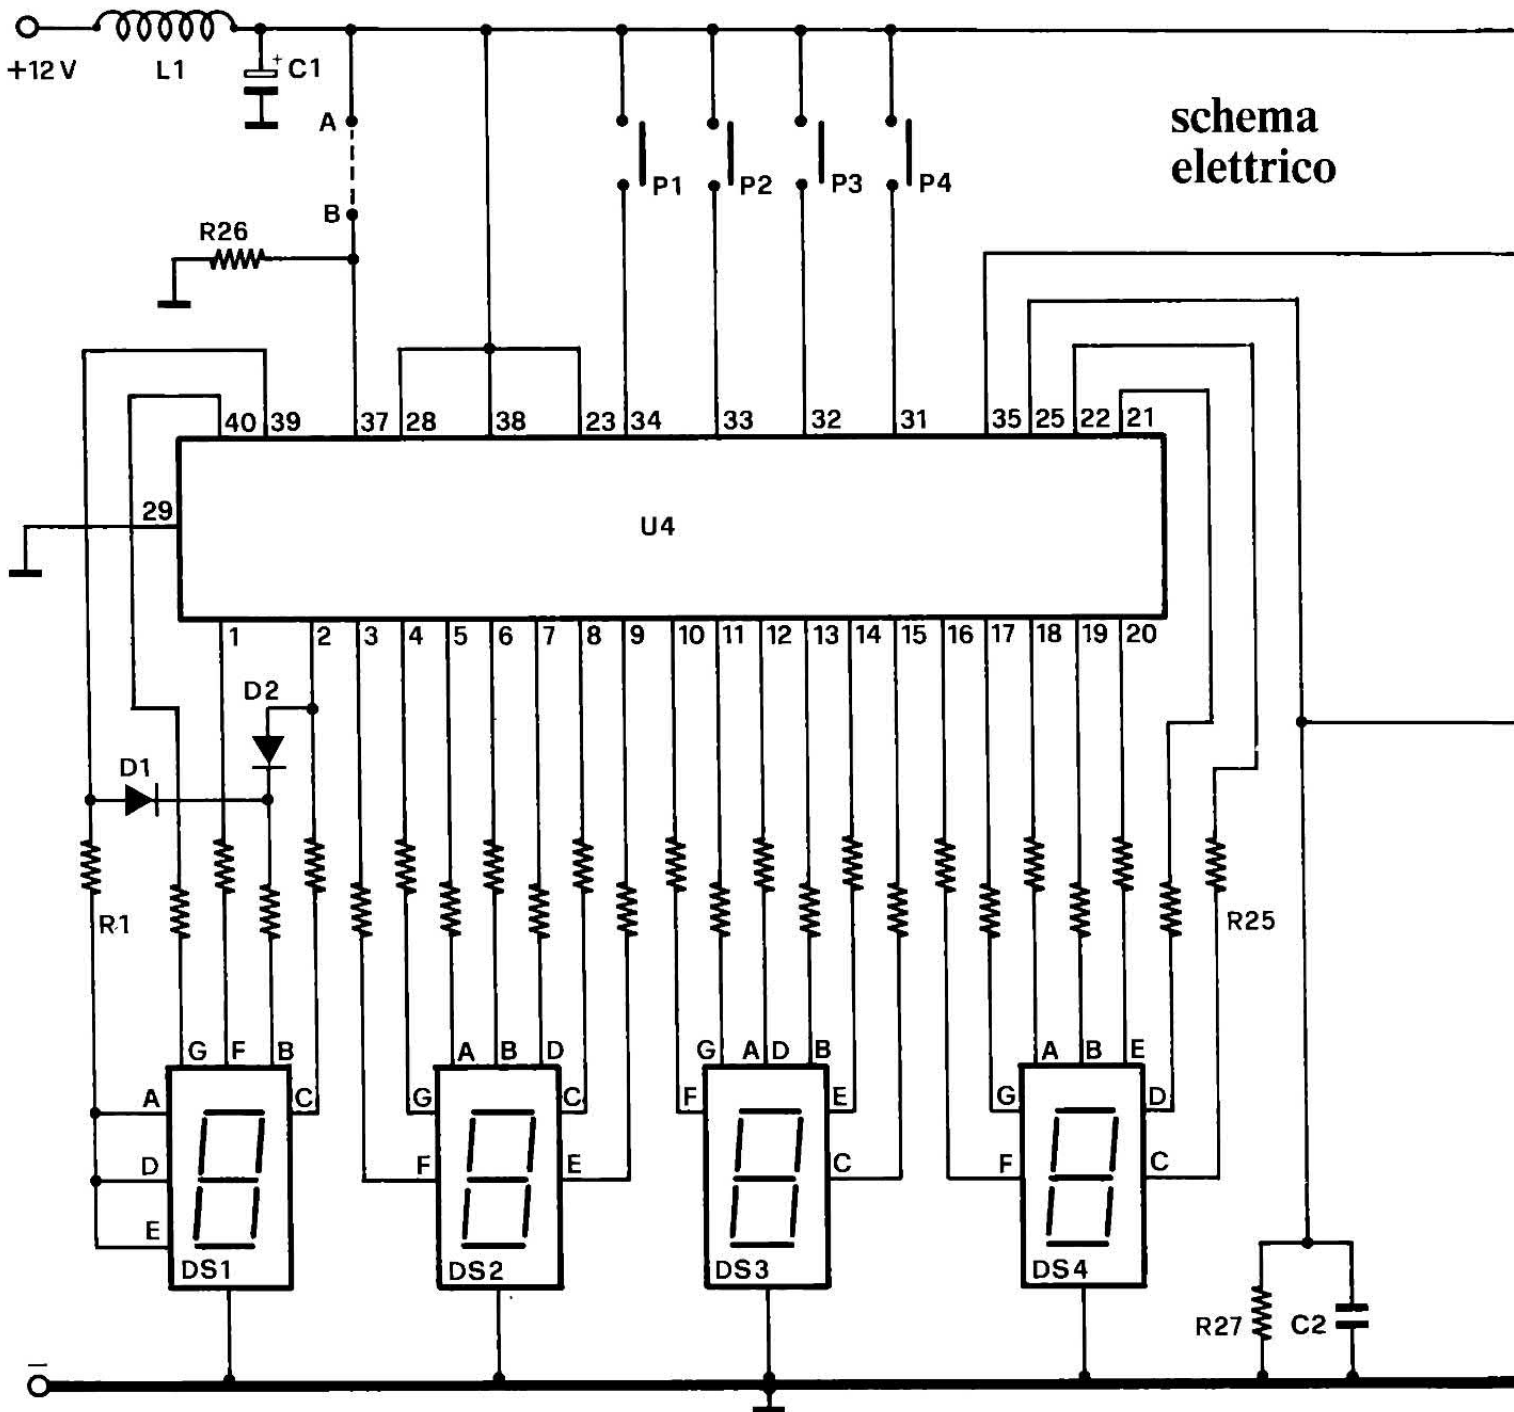 +12 V
L1
+
C1
A
B
R26
P1
P2
P3
P4
schema
elettrico
40 39 37 28 38 23 34 33 32 31 35 25 22 21
29
U4
1 2 3 4 5 6 7 8 9 10 11 12 13 14 15 16 17 18 19 20
D2
D1
R1
R25
G F B A B D G A D B A B E
A C G C F E G D
D F E C F C
E
DS1 DS2 DS3 DS4
R27
C2
–